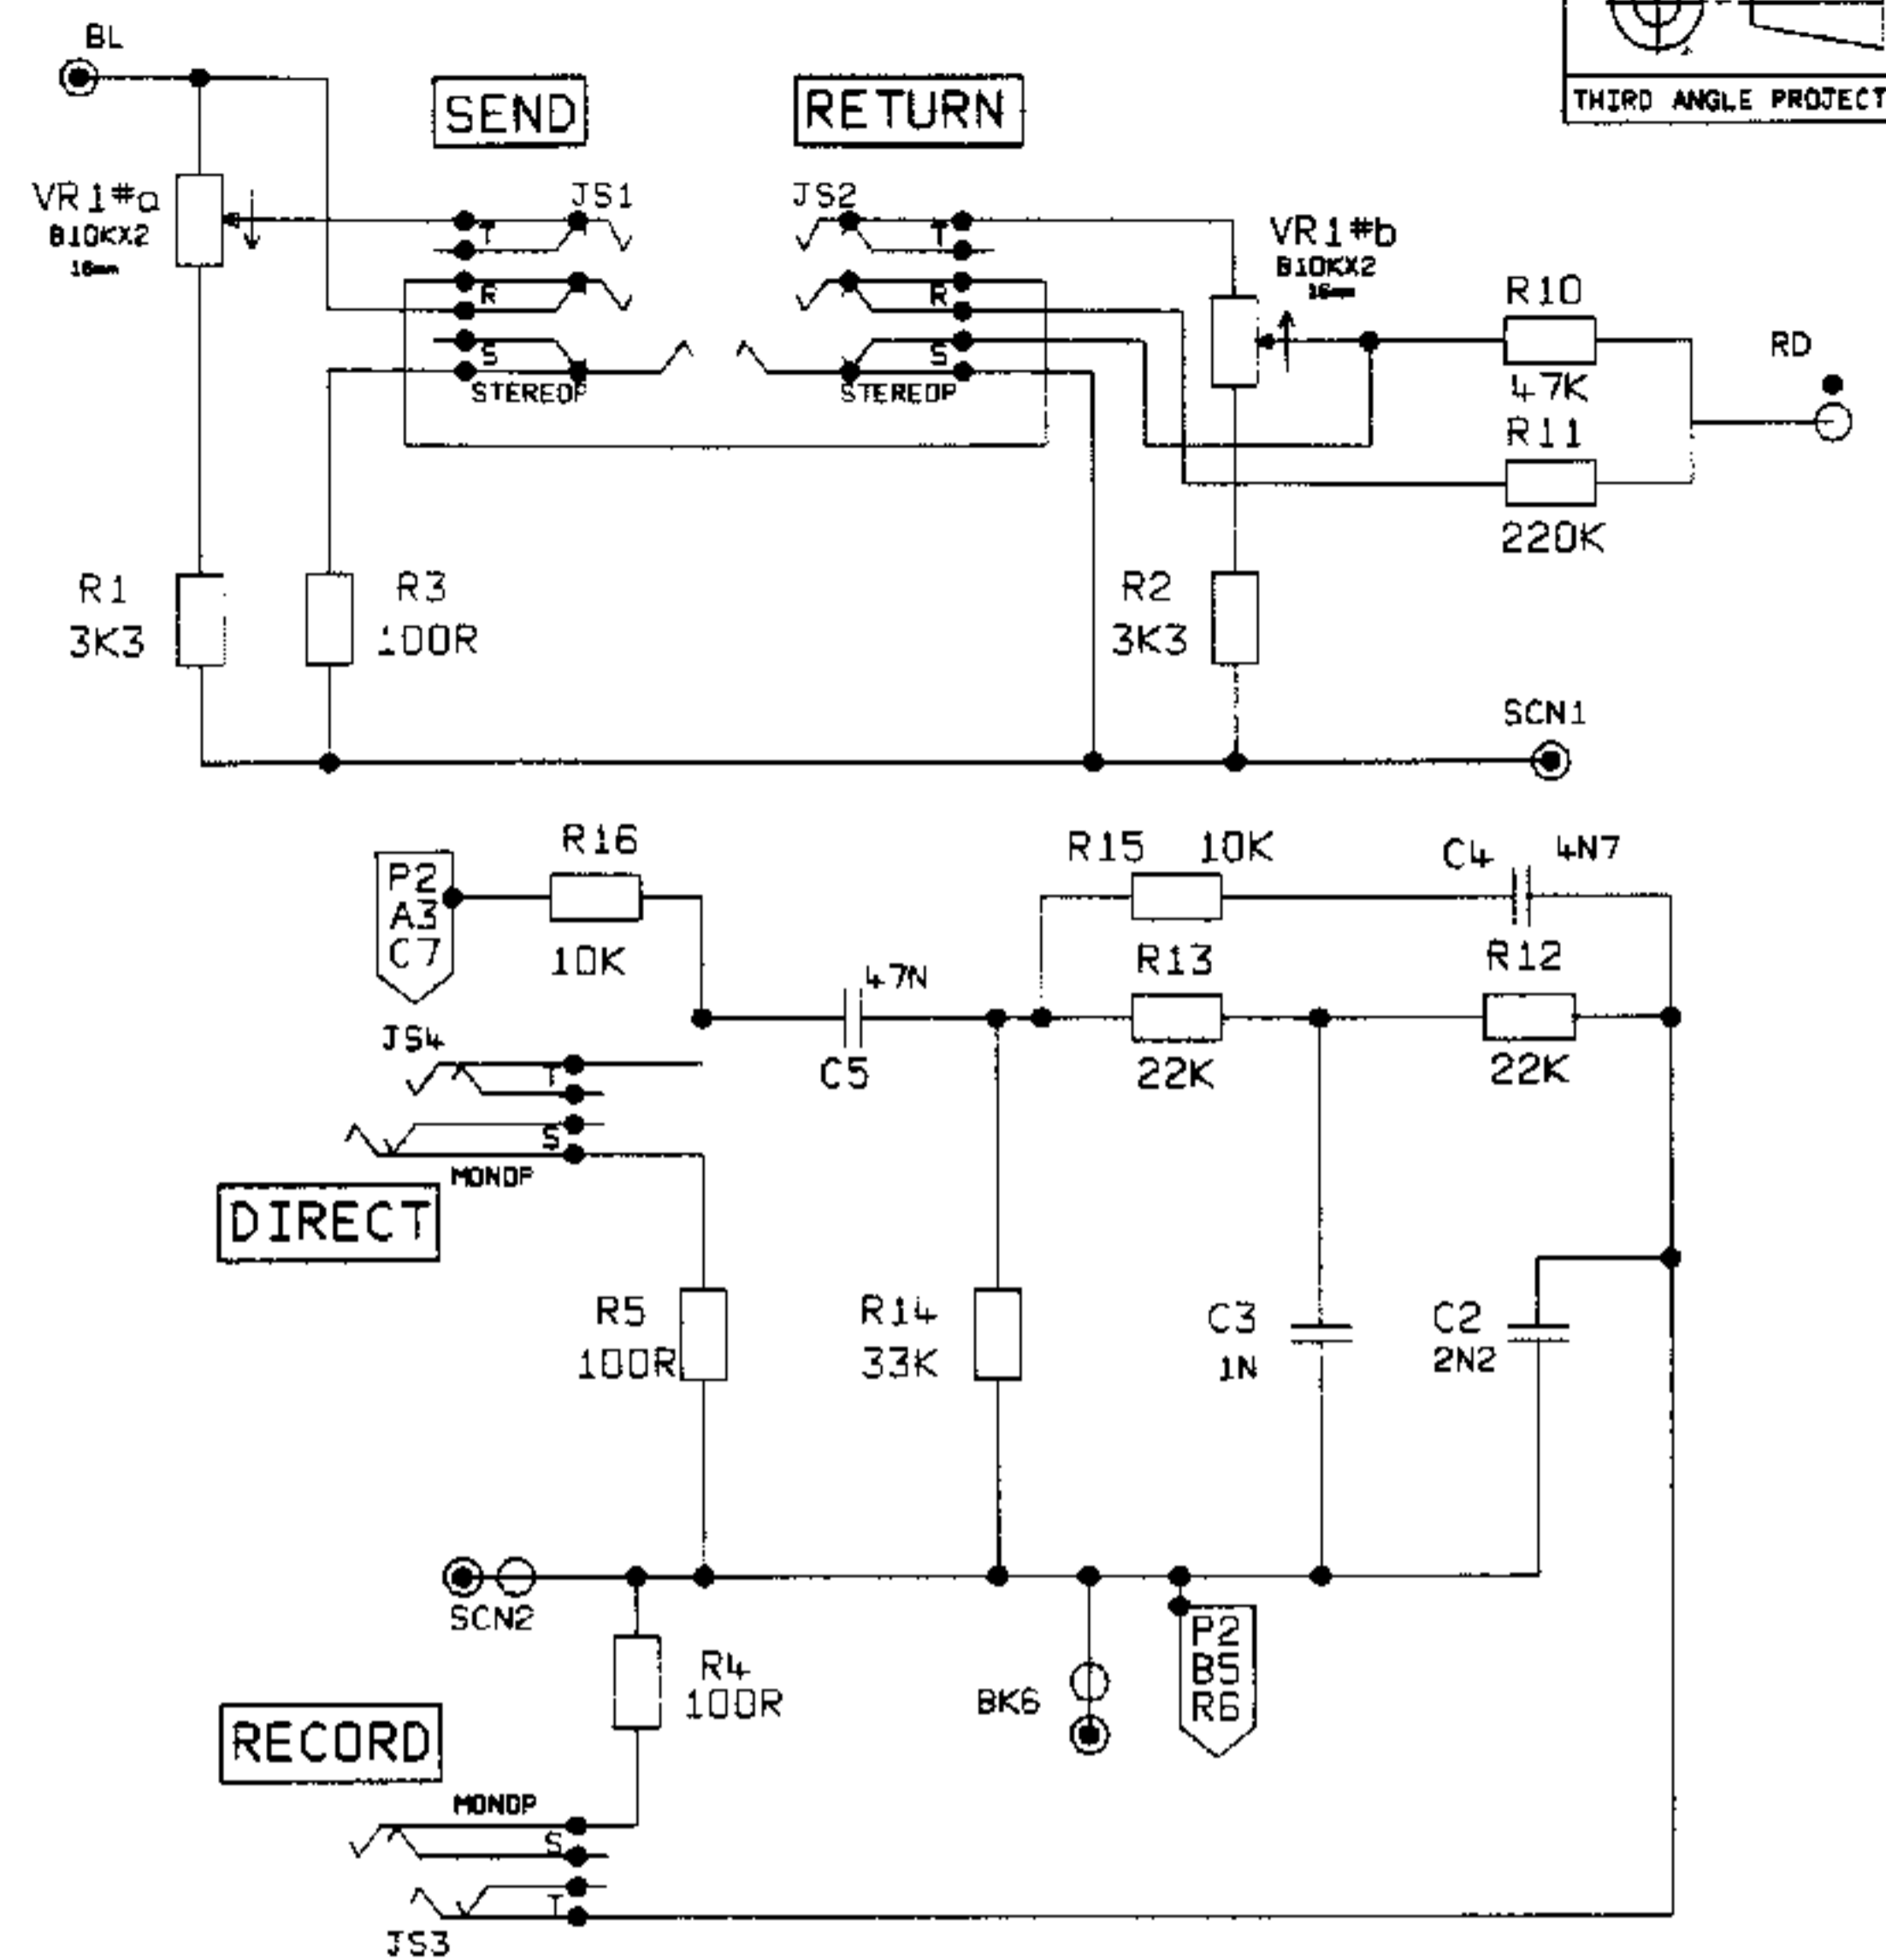 BL
THIRD ANGLE PROJECT
SEND
RETURN
VR1#a
B10KX2
16mm
JS1
JS2
T
R
S
STEREOP
T
R
S
STEREOP
VR1#b
B10KX2
16mm
R10
47K
R11
220K
RD
R1
3K3
R3
100R
R2
3K3
SCN1
P2
A3
C7
R16
10K
R15
10K
C4
4N7
47N
C5
R13
22K
R12
22K
JS4
T
S
MONOP
DIRECT
R5
100R
R14
33K
C3
1N
C2
2N2
SCN2
R4
100R
BK6
P2
B5
R6
RECORD
MONOP
S
T
JS3